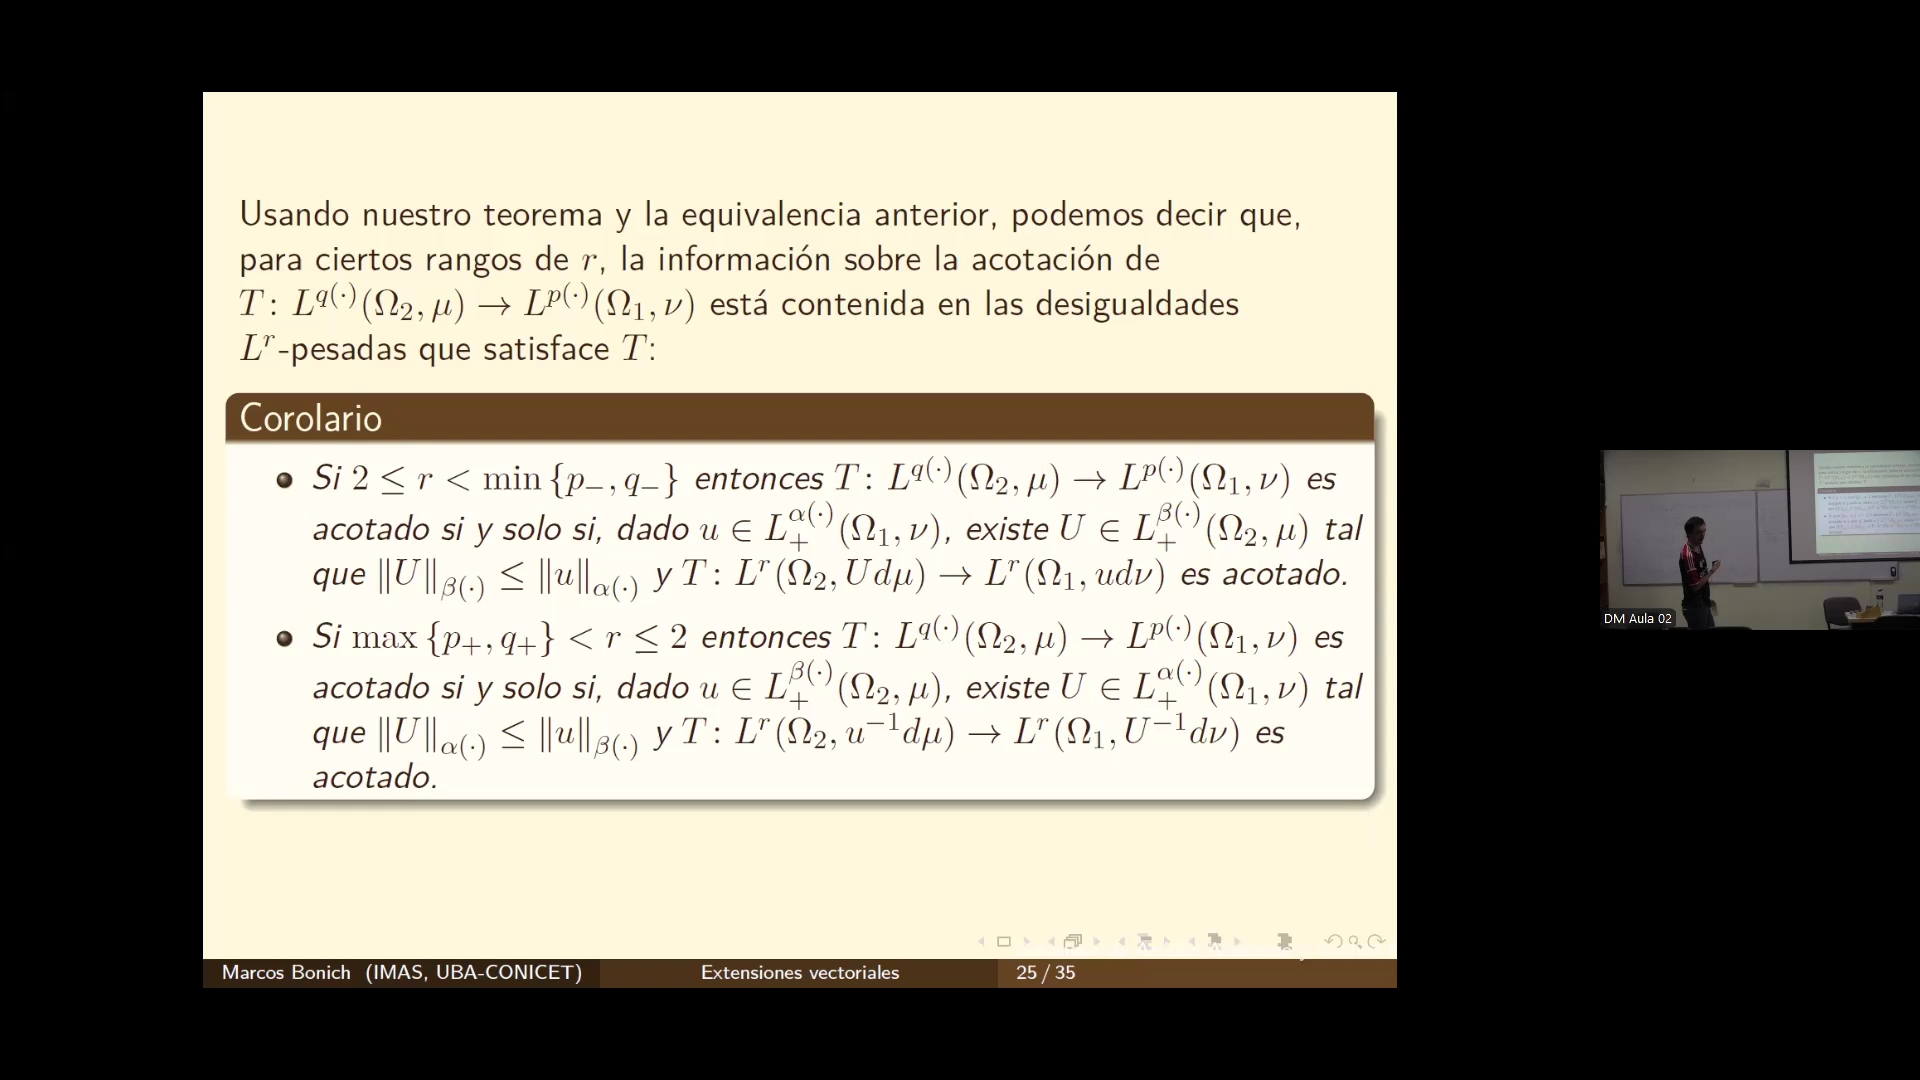 Usando nuestro teorema y la equivalencia anterior, podemos decir que,
para ciertos rangos de r, la información sobre la acotación de
T: L^{q(·)}(Ω₂, μ) → L^{p(·)}(Ω₁, ν) está contenida en las desigualdades
L^r-pesadas que satisface T:
Corolario
Si 2 ≤ r < min {p₋, q₋} entonces T: L^{q(·)}(Ω₂, μ) → L^{p(·)}(Ω₁, ν) es
acotado si y solo si, dado u ∈ L_+^{α(·)}(Ω₁, ν), existe U ∈ L_+^{β(·)}(Ω₂, μ) tal
que ‖U‖_{β(·)} ≤ ‖u‖_{α(·)} y T: L^r(Ω₂, Udμ) → L^r(Ω₁, udν) es acotado.
Si max {p₊, q₊} < r ≤ 2 entonces T: L^{q(·)}(Ω₂, μ) → L^{p(·)}(Ω₁, ν) es
acotado si y solo si, dado u ∈ L_+^{β(·)}(Ω₂, μ), existe U ∈ L_+^{α(·)}(Ω₁, ν) tal
que ‖U‖_{α(·)} ≤ ‖u‖_{β(·)} y T: L^r(Ω₂, u^{-1}dμ) → L^r(Ω₁, U^{-1}dν) es
acotado.
Marcos Bonich (IMAS, UBA-CONICET) Extensiones vectoriales 25 / 35
DM Aula 02